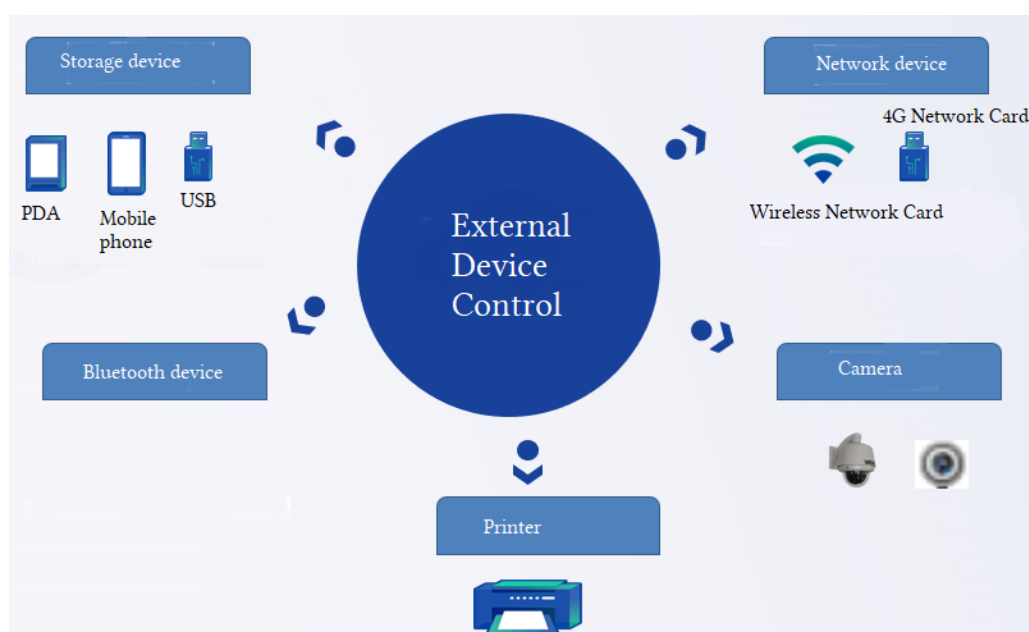 Storage device
Network device
4G Network Card
PDA
Mobile
phone
USB
Wireless Network Card
External
Device
Control
Bluetooth device
Camera
Printer